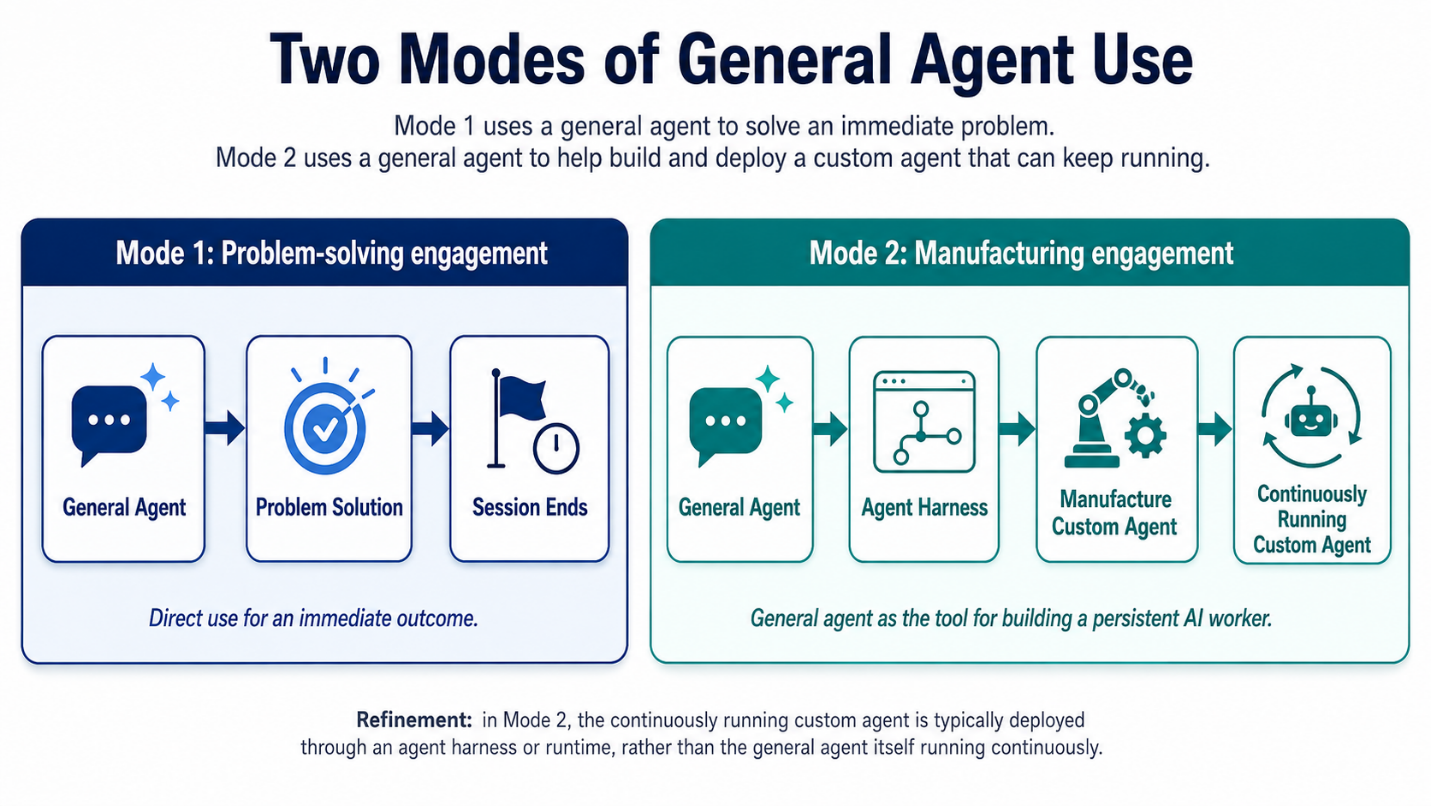 Two Modes of General Agent Use
Mode 1 uses a general agent to solve an immediate problem.
Mode 2 uses a general agent to help build and deploy a custom agent that can keep running.
Mode 1: Problem-solving engagement
General Agent
Problem Solution
Session Ends
Direct use for an immediate outcome.
Mode 2: Manufacturing engagement
General Agent
Agent Harness
Manufacture
Custom Agent
Continuously
Running
Custom Agent
General agent as the tool for building a persistent AI worker.
Refinement: in Mode 2, the continuously running custom agent is typically deployed
through an agent harness or runtime, rather than the general agent itself running continuously.